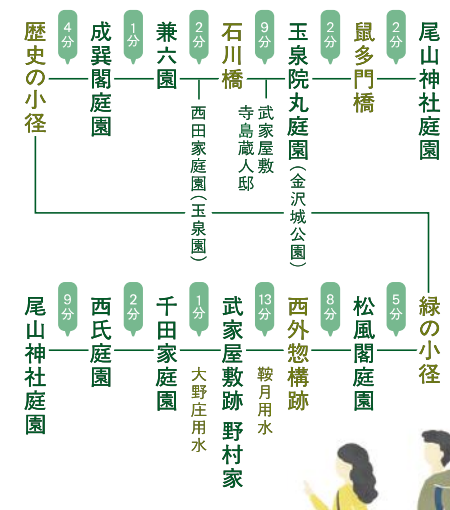 尾山神社庭園
2分
鼠多門橋
2分
玉泉院丸庭園(金沢城公園)
9分
武家屋敷
寺島蔵人邸
石川橋
2分
西田家庭園(玉泉園)
兼六園
1分
成巽閣庭園
4分
歴史の小径
緑の小径
5分
松風閣庭園
8分
西外惣構跡
13分
鞍月用水
武家屋敷跡 野村家
1分
大野庄用水
千田家庭園
2分
西氏庭園
9分
尾山神社庭園